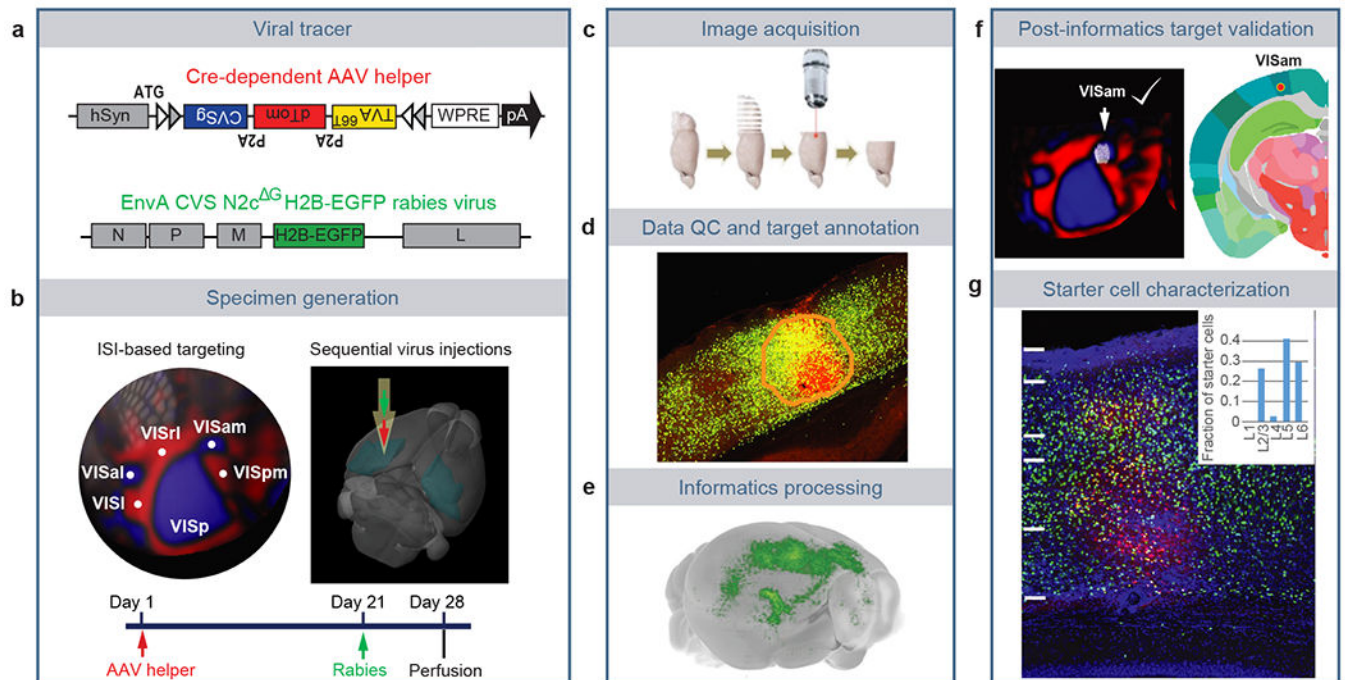 a
Viral tracer
Cre-dependent AAV helper
ATG
hSyn
CVSg
dTom
TVA 66T
WPRE
pA
P2A
P2A
EnvA CVS N2c^ΔG H2B-EGFP rabies virus
N
P
M
H2B-EGFP
L
b
Specimen generation
ISI-based targeting
Sequential virus injections
VISrl
VISam
VISal
VISpm
VISl
VISp
Day 1
Day 21
Day 28
AAV helper
Rabies
Perfusion
c
Image acquisition
d
Data QC and target annotation
e
Informatics processing
f
Post-informatics target validation
VISam
VISam
g
Starter cell characterization
Fraction of starter cells
0.4
0.3
0.2
0.1
0
L1
L2/3
L4
L5
L6